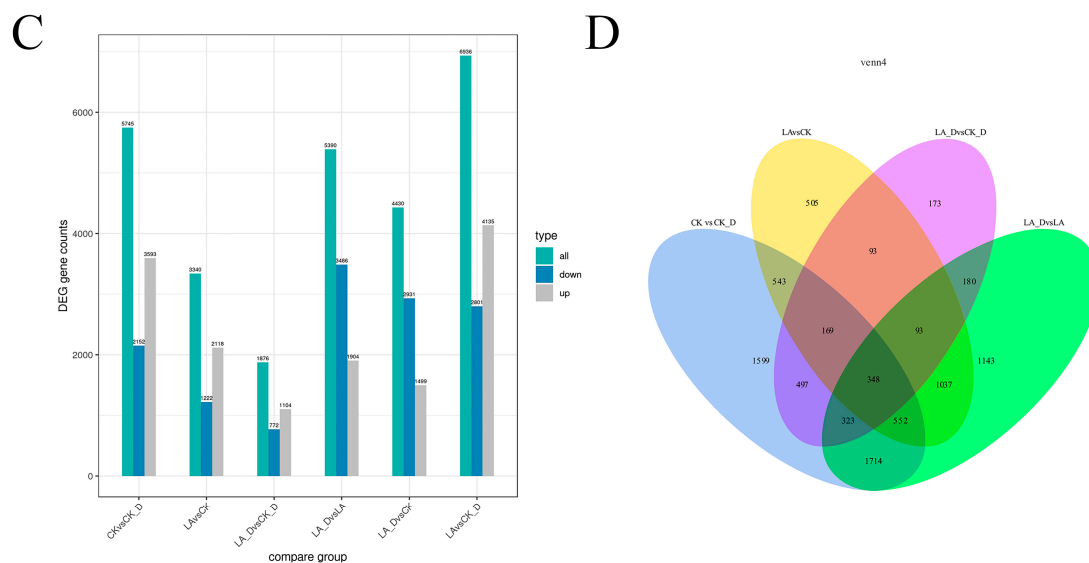 C
DEG gene counts
6000
4000
2000
0
5745
2152
3593
3340
1222
2118
1876
772
1104
5390
3486
1904
4430
2931
1499
6936
2801
4135
CKvsCK_D
LAvsCK
LA_DvsCK_D
LA_DvsLA
LA_DvsCK
LAvsCK_D
compare group
type
all
down
up
D
venn4
LAvsCK
LA_DvsCK_D
CK vsCK_D
LA_DvsLA
505
173
93
543
180
169
93
1599
1143
497
348
1037
323
552
1714